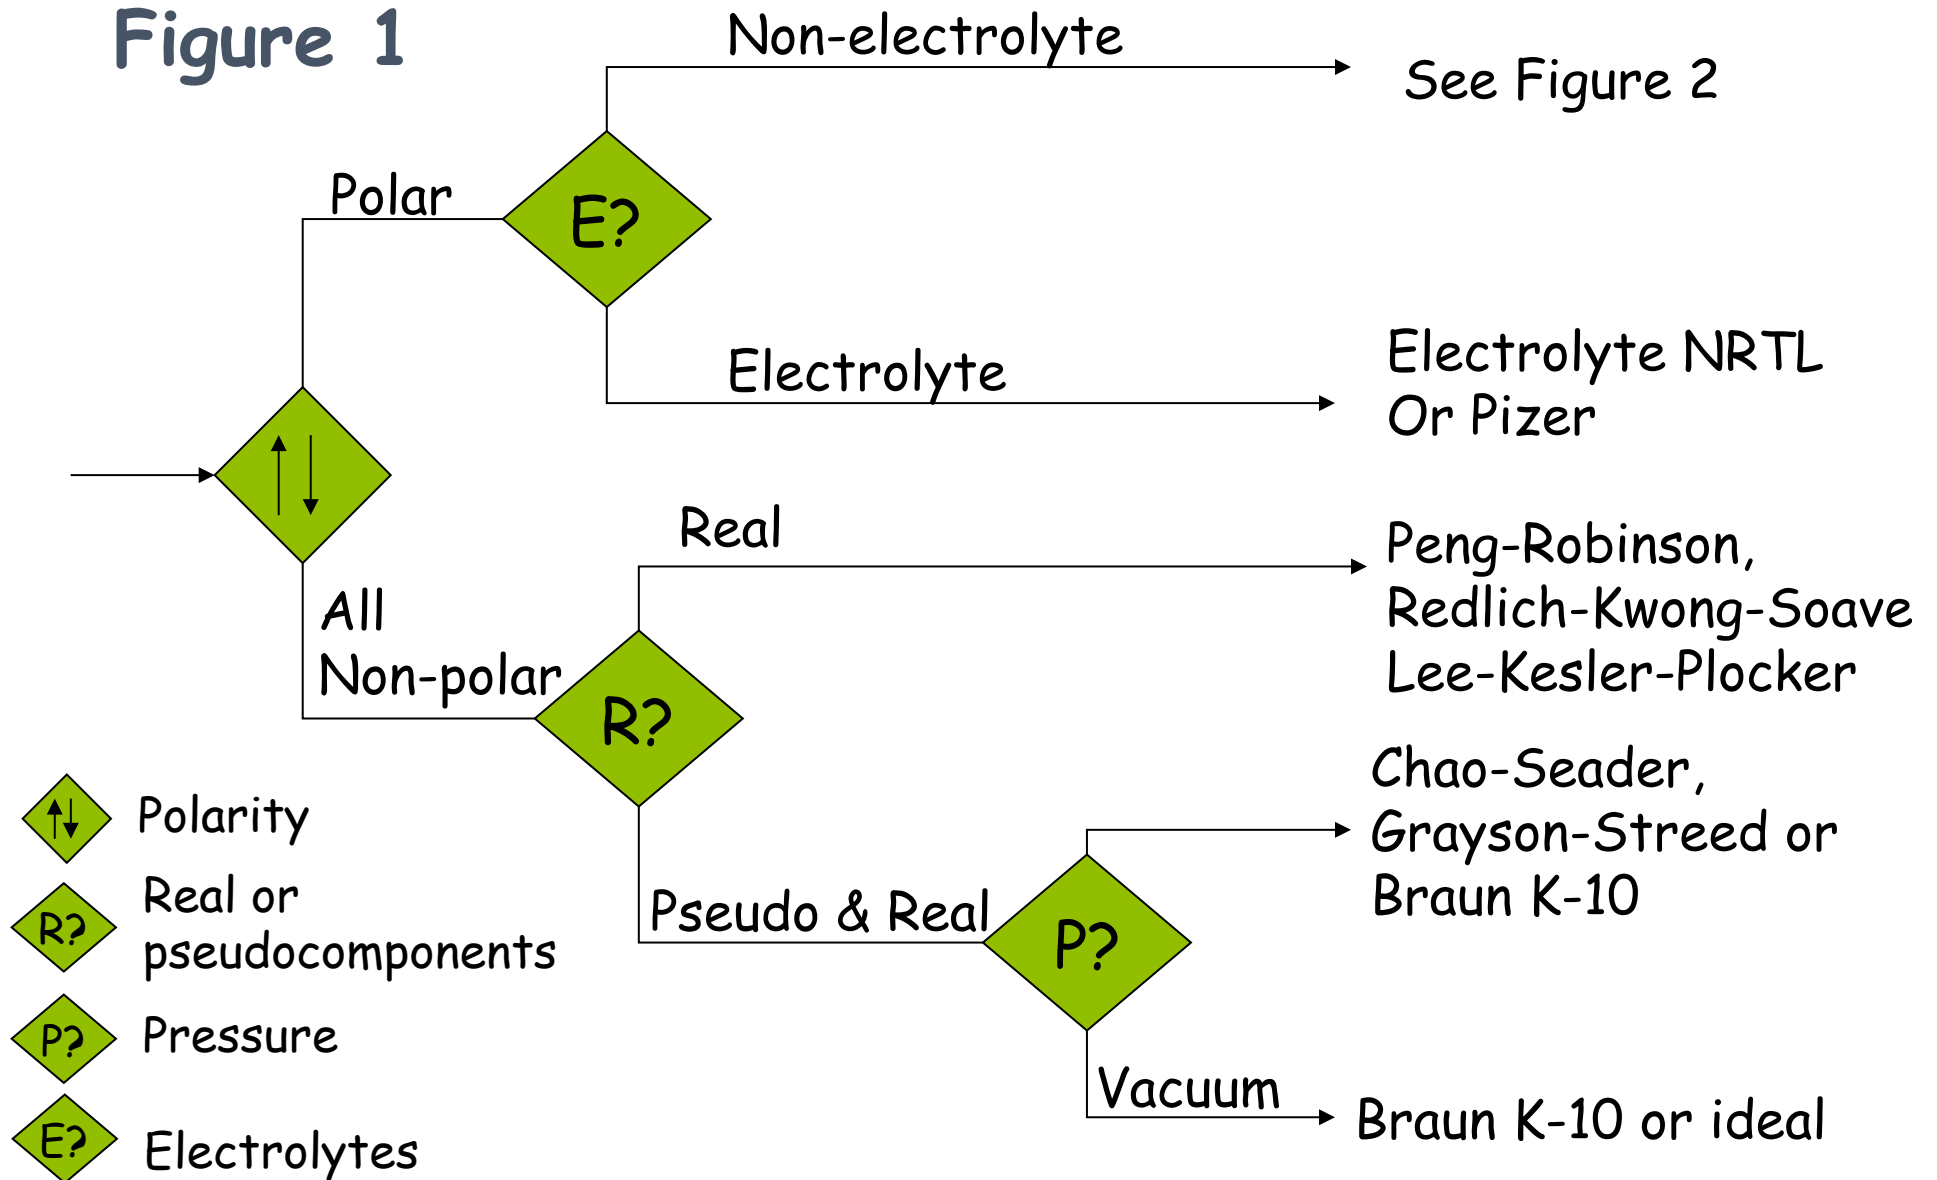 Figure 1
Non-electrolyte
See Figure 2
Polar
E?
Electrolyte
Electrolyte NRTL
Or Pizer
Real
Peng-Robinson,
Redlich-Kwong-Soave
Lee-Kesler-Plocker
All
Non-polar
R?
Chao-Seader,
Grayson-Streed or
Braun K-10
Pseudo & Real
P?
Vacuum
Braun K-10 or ideal
Polarity
R?
Real or
pseudocomponents
P?
Pressure
E?
Electrolytes